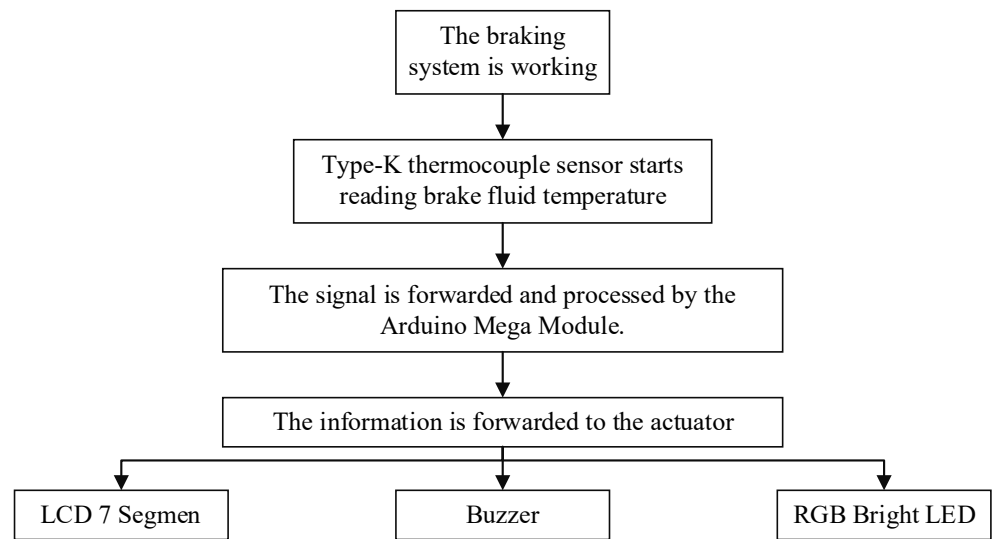 The braking
system is working
Type-K thermocouple sensor starts
reading brake fluid temperature
The signal is forwarded and processed by the
Arduino Mega Module.
The information is forwarded to the actuator
LCD 7 Segmen
Buzzer
RGB Bright LED